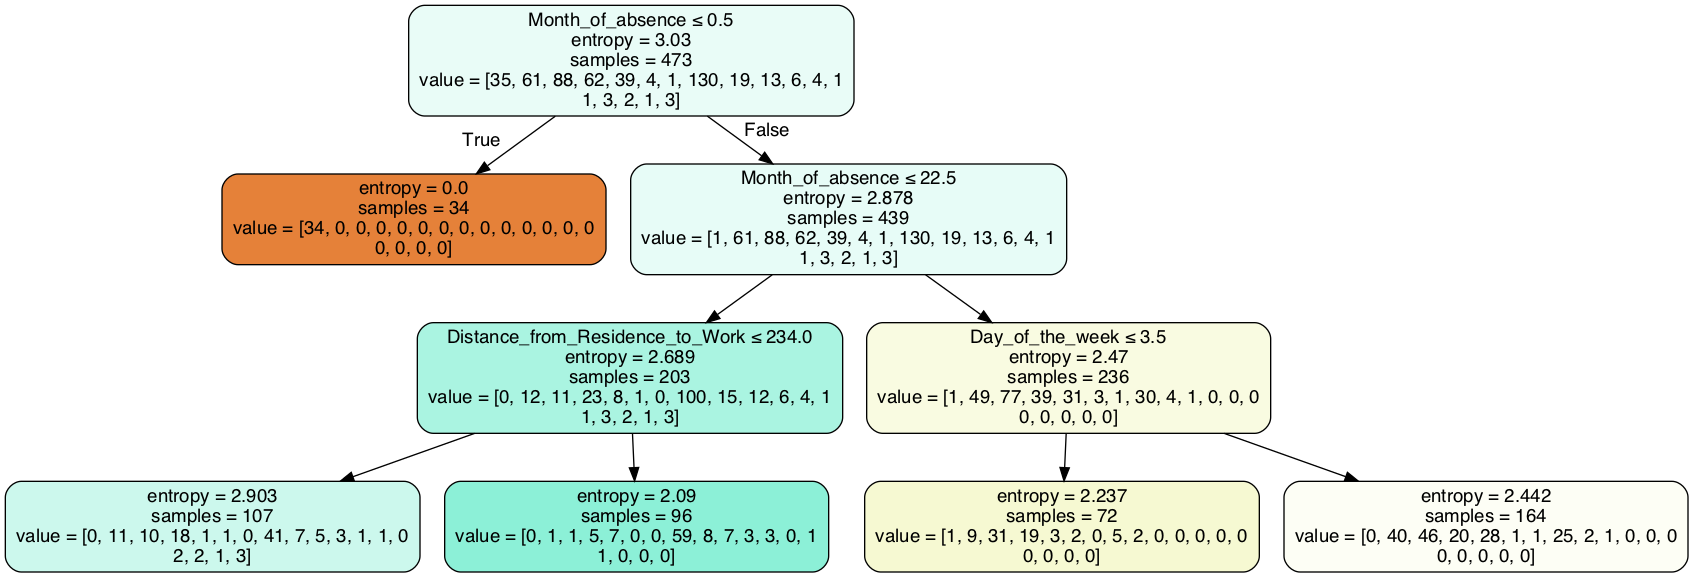 Month_of_absence ≤ 0.5
entropy = 3.03
samples = 473
value = [35, 61, 88, 62, 39, 4, 1, 130, 19, 13, 6, 4, 1
1, 3, 2, 1, 3]
True
False
entropy = 0.0
samples = 34
value = [34, 0, 0, 0, 0, 0, 0, 0, 0, 0, 0, 0, 0, 0
0, 0, 0, 0]
Month_of_absence ≤ 22.5
entropy = 2.878
samples = 439
value = [1, 61, 88, 62, 39, 4, 1, 130, 19, 13, 6, 4, 1
1, 3, 2, 1, 3]
Distance_from_Residence_to_Work ≤ 234.0
entropy = 2.689
samples = 203
value = [0, 12, 11, 23, 8, 1, 0, 100, 15, 12, 6, 4, 1
1, 3, 2, 1, 3]
Day_of_the_week ≤ 3.5
entropy = 2.47
samples = 236
value = [1, 49, 77, 39, 31, 3, 1, 30, 4, 1, 0, 0, 0
0, 0, 0, 0, 0]
entropy = 2.903
samples = 107
value = [0, 11, 10, 18, 1, 1, 0, 41, 7, 5, 3, 1, 1, 0
2, 2, 1, 3]
entropy = 2.09
samples = 96
value = [0, 1, 1, 5, 7, 0, 0, 59, 8, 7, 3, 3, 0, 1
1, 0, 0, 0]
entropy = 2.237
samples = 72
value = [1, 9, 31, 19, 3, 2, 0, 5, 2, 0, 0, 0, 0, 0
0, 0, 0, 0]
entropy = 2.442
samples = 164
value = [0, 40, 46, 20, 28, 1, 1, 25, 2, 1, 0, 0, 0
0, 0, 0, 0, 0]